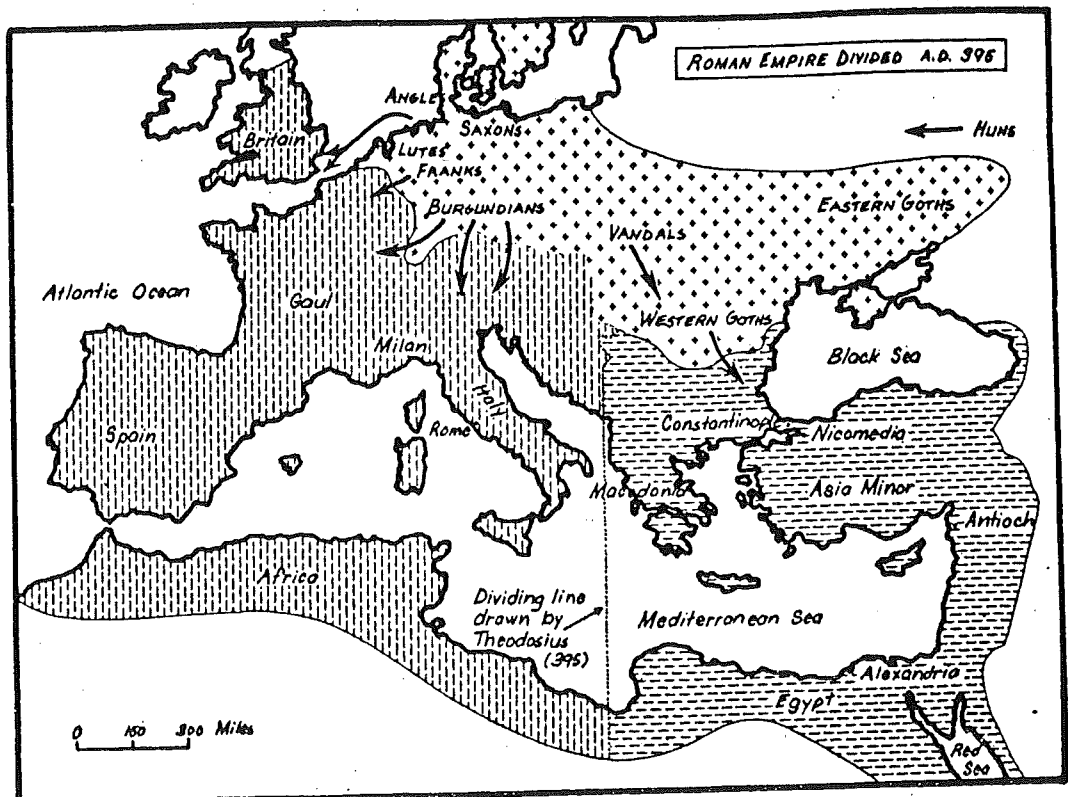 ROMAN EMPIRE DIVIDED A.D. 395
ANGLE
SAXONS
HUNS
Britain
LUTES
FRANKS
BURGUNDIANS
EASTERN GOTHS
VANDALS
Atlantic Ocean
Gaul
WESTERN GOTHS
Milan
Black Sea
Italy
Spain
Rome
Constantinople
Nicomedia
Macedonia
Asia Minor
Antioch
Africa
Dividing line
drawn by
Theodosius
(395)
Mediterranean Sea
Alexandria
Egypt
Red
Sea
0 150 300 Miles